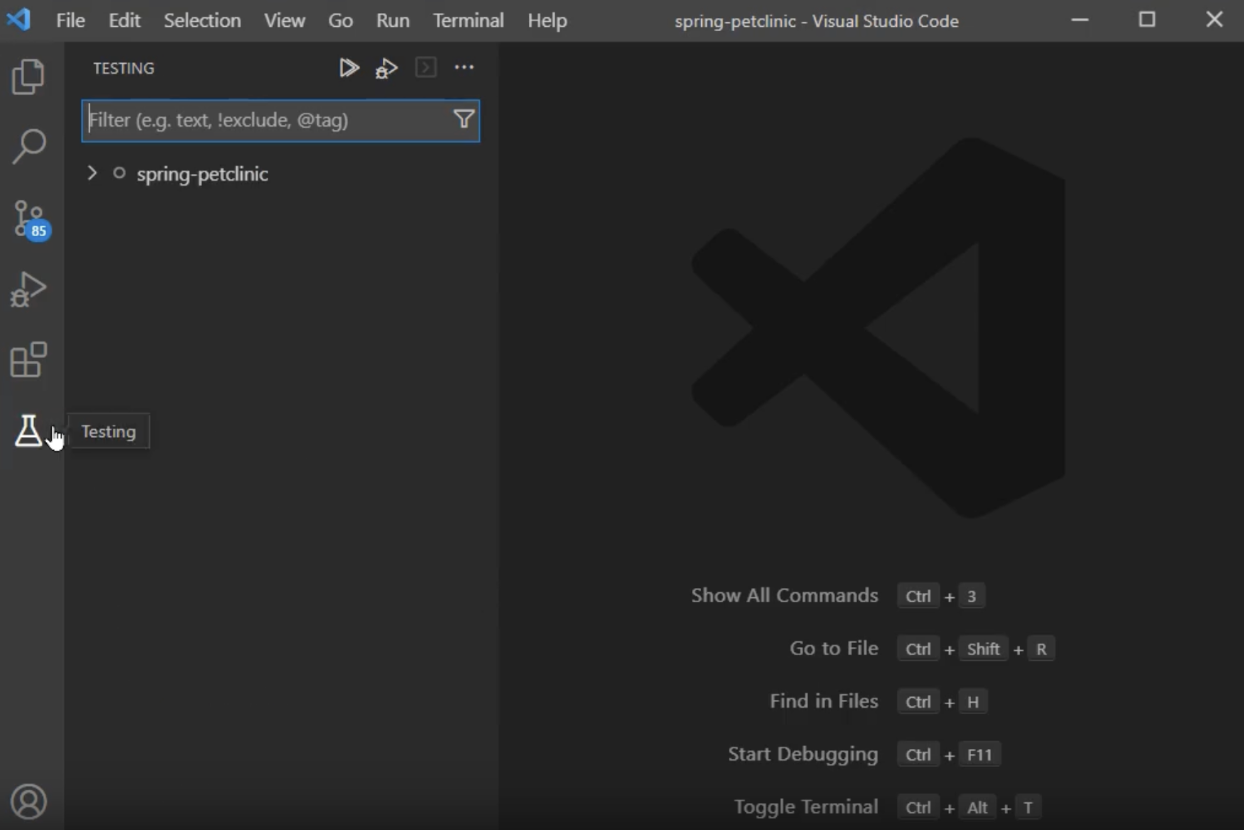 File Edit Selection View Go Run Terminal Help spring-petclinic - Visual Studio Code
TESTING
Filter (e.g. text, !exclude, @tag)
spring-petclinic
85
Testing
Show All Commands Ctrl + 3
Go to File Ctrl + Shift + R
Find in Files Ctrl + H
Start Debugging Ctrl + F11
Toggle Terminal Ctrl + Alt + T